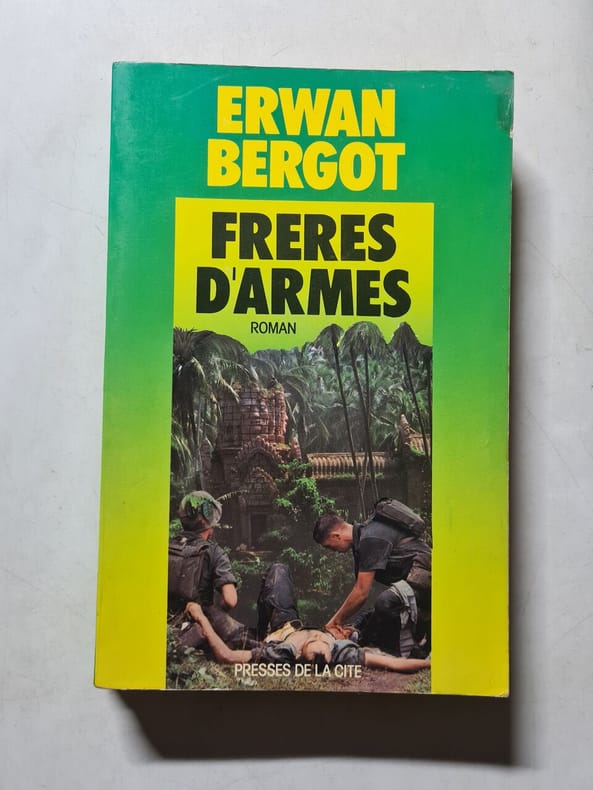 ERWAN
BERGOT
FRERES
D'ARMES
ROMAN
PRESSES DE LA CITE